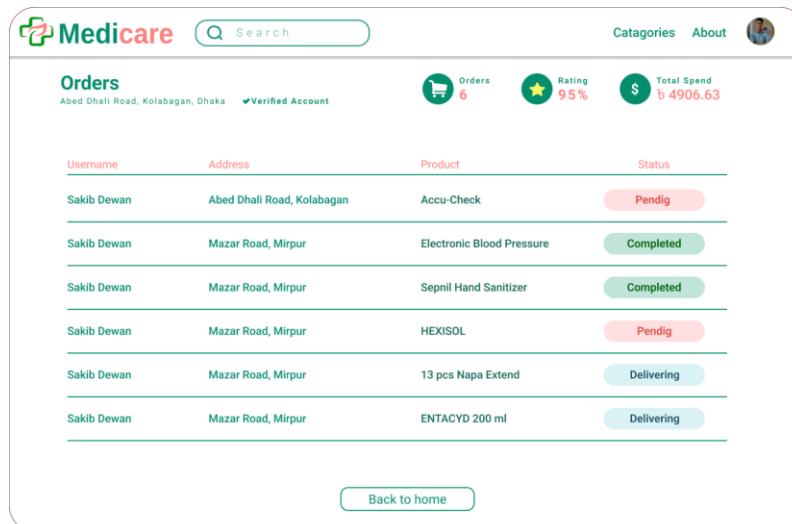 Medicare Search Catagories About
Orders
Abed Dhali Road, Kolabagan, Dhaka ✔Verified Account
Orders
6
Rating
95%
Total Spend
$ ৳ 4906.63
Username Address Product Status
Sakib Dewan Abed Dhali Road, Kolabagan Accu-Check Pendig
Sakib Dewan Mazar Road, Mirpur Electronic Blood Pressure Completed
Sakib Dewan Mazar Road, Mirpur Sepnil Hand Sanitizer Completed
Sakib Dewan Mazar Road, Mirpur HEXISOL Pendig
Sakib Dewan Mazar Road, Mirpur 13 pcs Napa Extend Delivering
Sakib Dewan Mazar Road, Mirpur ENTACYD 200 ml Delivering
Back to home